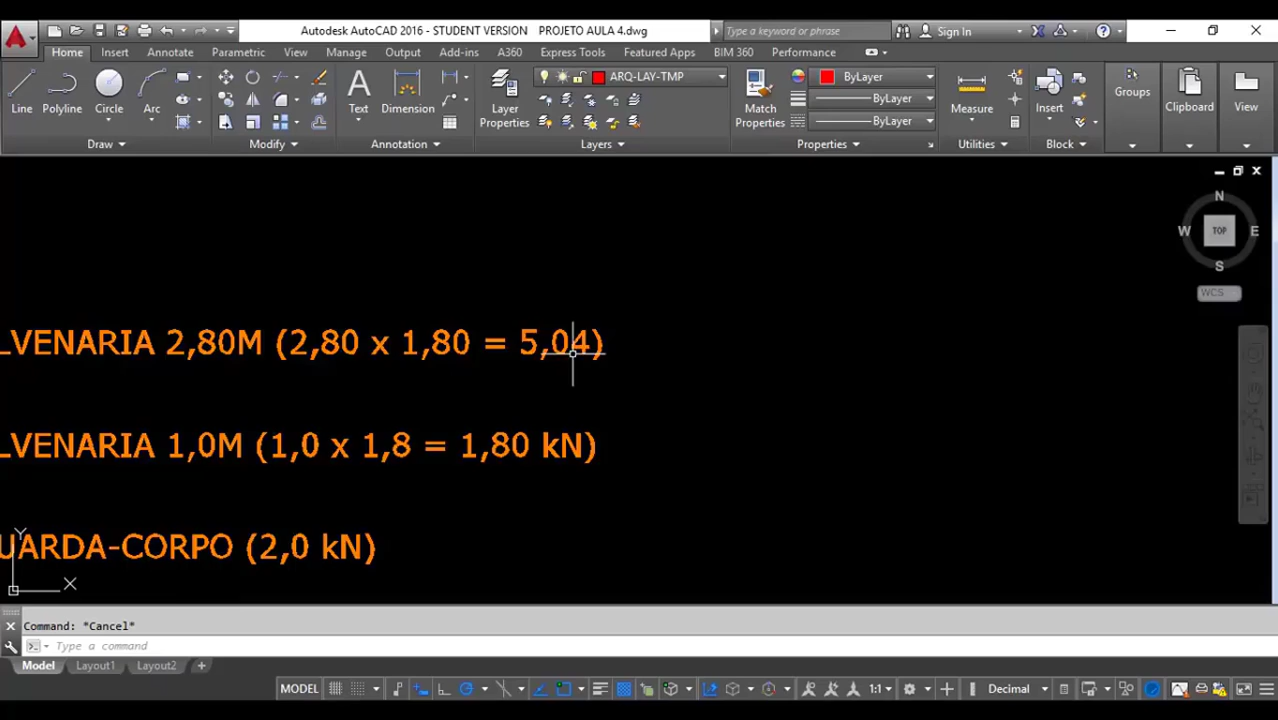 Autodesk AutoCAD 2016 - STUDENT VERSION PROJETO AULA 4.dwg
Type a keyword or phrase
Sign In
Home Insert Annotate Parametric View Manage Output Add-ins A360 Express Tools Featured Apps BIM 360 Performance
Line Polyline Circle Arc
Text Dimension
Layer Properties
ARQ-LAY-TMP
Match Properties
ByLayer
ByLayer
ByLayer
Measure
Insert
Groups
Clipboard
View
Draw Modify Annotation Layers Properties Utilities Block
N
W TOP E
S
WCS
LVENARIA 2,80M (2,80 x 1,80 = 5,04)
LVENARIA 1,0M (1,0 x 1,8 = 1,80 kN)
UARDA-CORPO (2,0 kN)
Y
X
Command: *Cancel*
Type a command
Model Layout1 Layout2 +
MODEL 1:1 Decimal